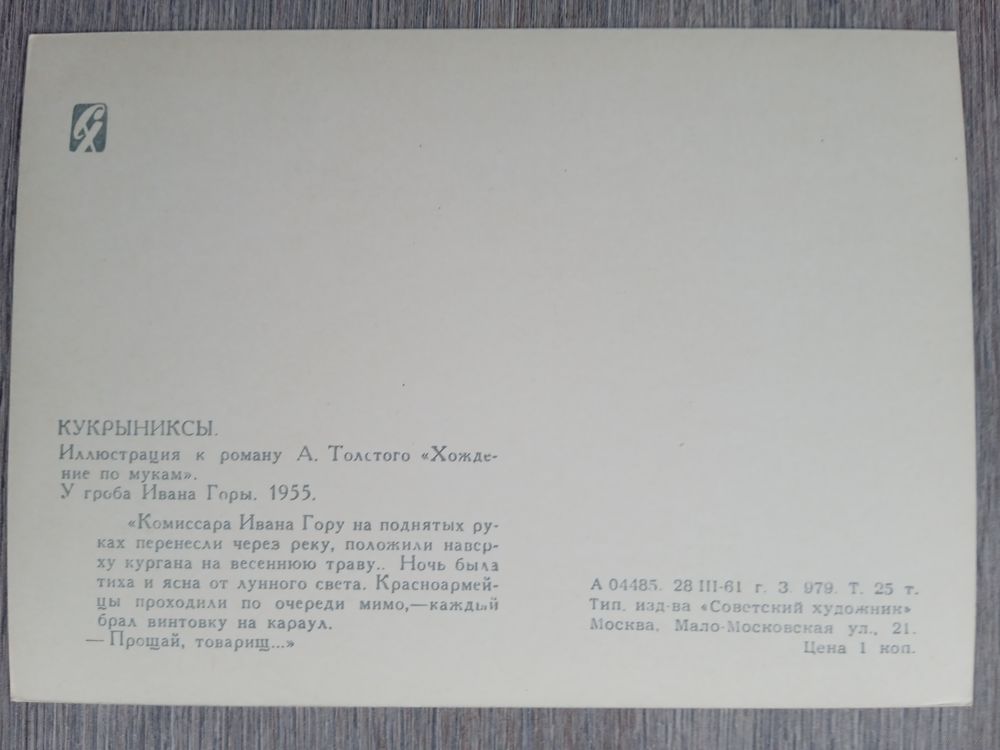 СХ
КУКРЫНИКСЫ.
Иллюстрация к роману А. Толстого «Хожде-
ние по мукам».
У гроба Ивана Горы. 1955.
«Комиссара Ивана Гору на поднятых ру-
ках перенесли через реку, положили навер-
ху кургана на весеннюю траву.. Ночь была
тиха и ясна от лунного света. Красноармей-
цы проходили по очереди мимо,—каждый
брал винтовку на караул.
— Прощай, товарищ...»
А 04485. 28 III-61 г. З. 979. Т. 25 т.
Тип. изд-ва «Советский художник»
Москва, Мало-Московская ул., 21.
Цена 1 коп.